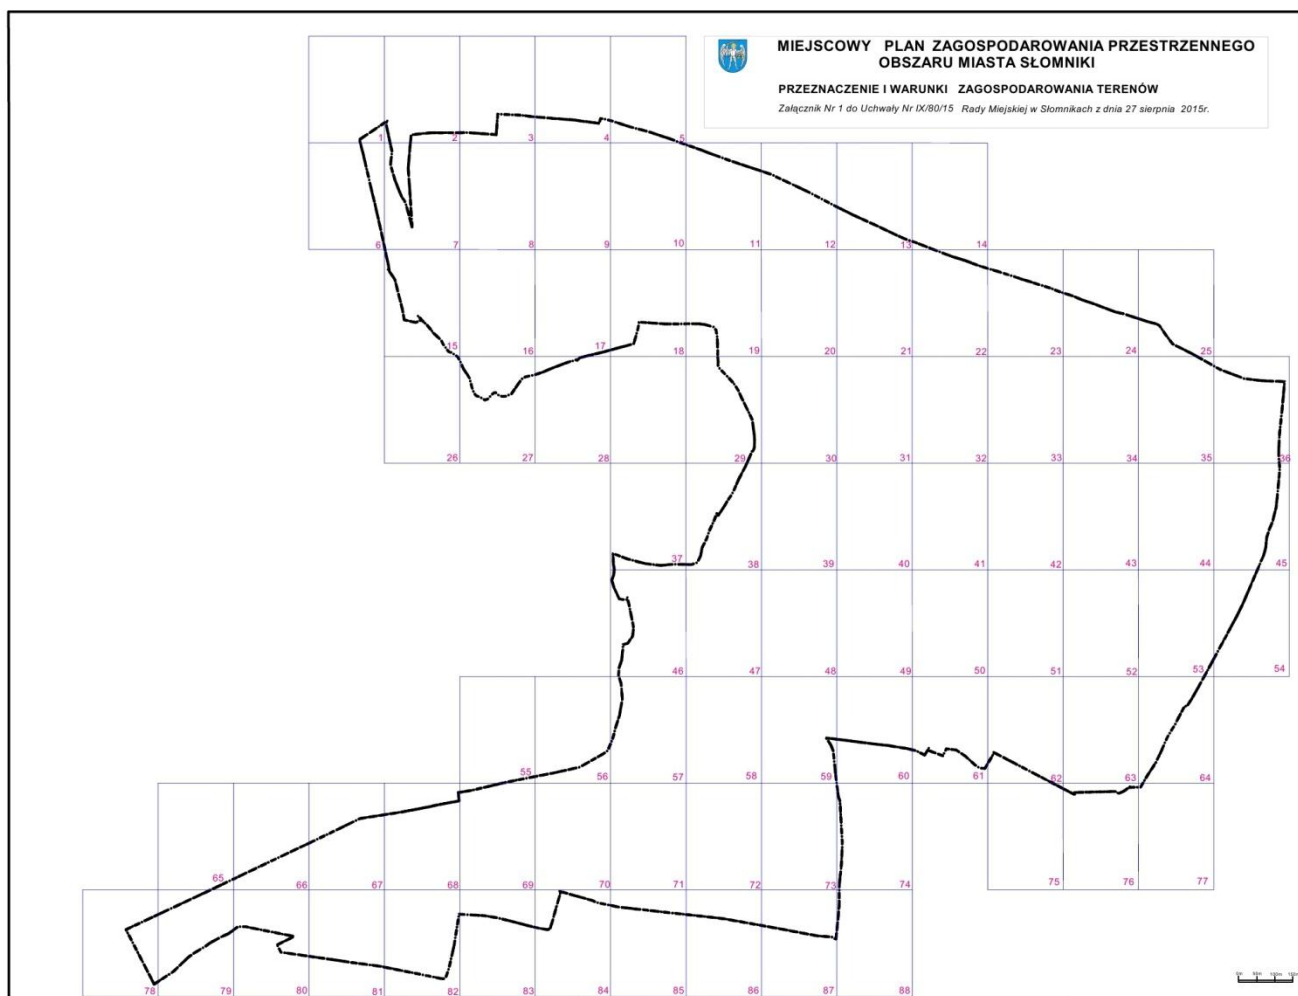 MIEJSCOWY PLAN ZAGOSPODAROWANIA PRZESTRZENNEGO
OBSZARU MIASTA SŁOMNIKI
PRZEZNACZENIE I WARUNKI ZAGOSPODAROWANIA TERENÓW
Załącznik Nr 1 do Uchwały Nr IX/80/15 Rady Miejskiej w Słomnikach z dnia 27 sierpnia 2015r.
1 2 3 4 5
6 7 8 9 10 11 12 13 14
15 16 17 18 19 20 21 22 23 24 25
26 27 28 29 30 31 32 33 34 35 36
37 38 39 40 41 42 43 44 45
46 47 48 49 50 51 52 53 54
55 56 57 58 59 60 61 62 63 64
65 66 67 68 69 70 71 72 73 74 75 76 77
78 79 80 81 82 83 84 85 86 87 88